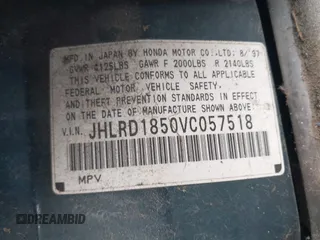 MFD. IN JAPAN BY HONDA MOTOR CO.,LTD. 8/97
GVWR 4125LBS GAWR F 2000LBS R 2140LBS
THIS VEHICLE CONFORMS TO ALL APPLICABLE
FEDERAL MOTOR VEHICLE SAFETY,
AND THEFT PREVENTION STANDARDS IN EFFECT
ON THE DATE OF MANUFACTURE SHOWN ABOVE.
V.I.N. JHLRD1850VC057518
MPV
DREAMBID